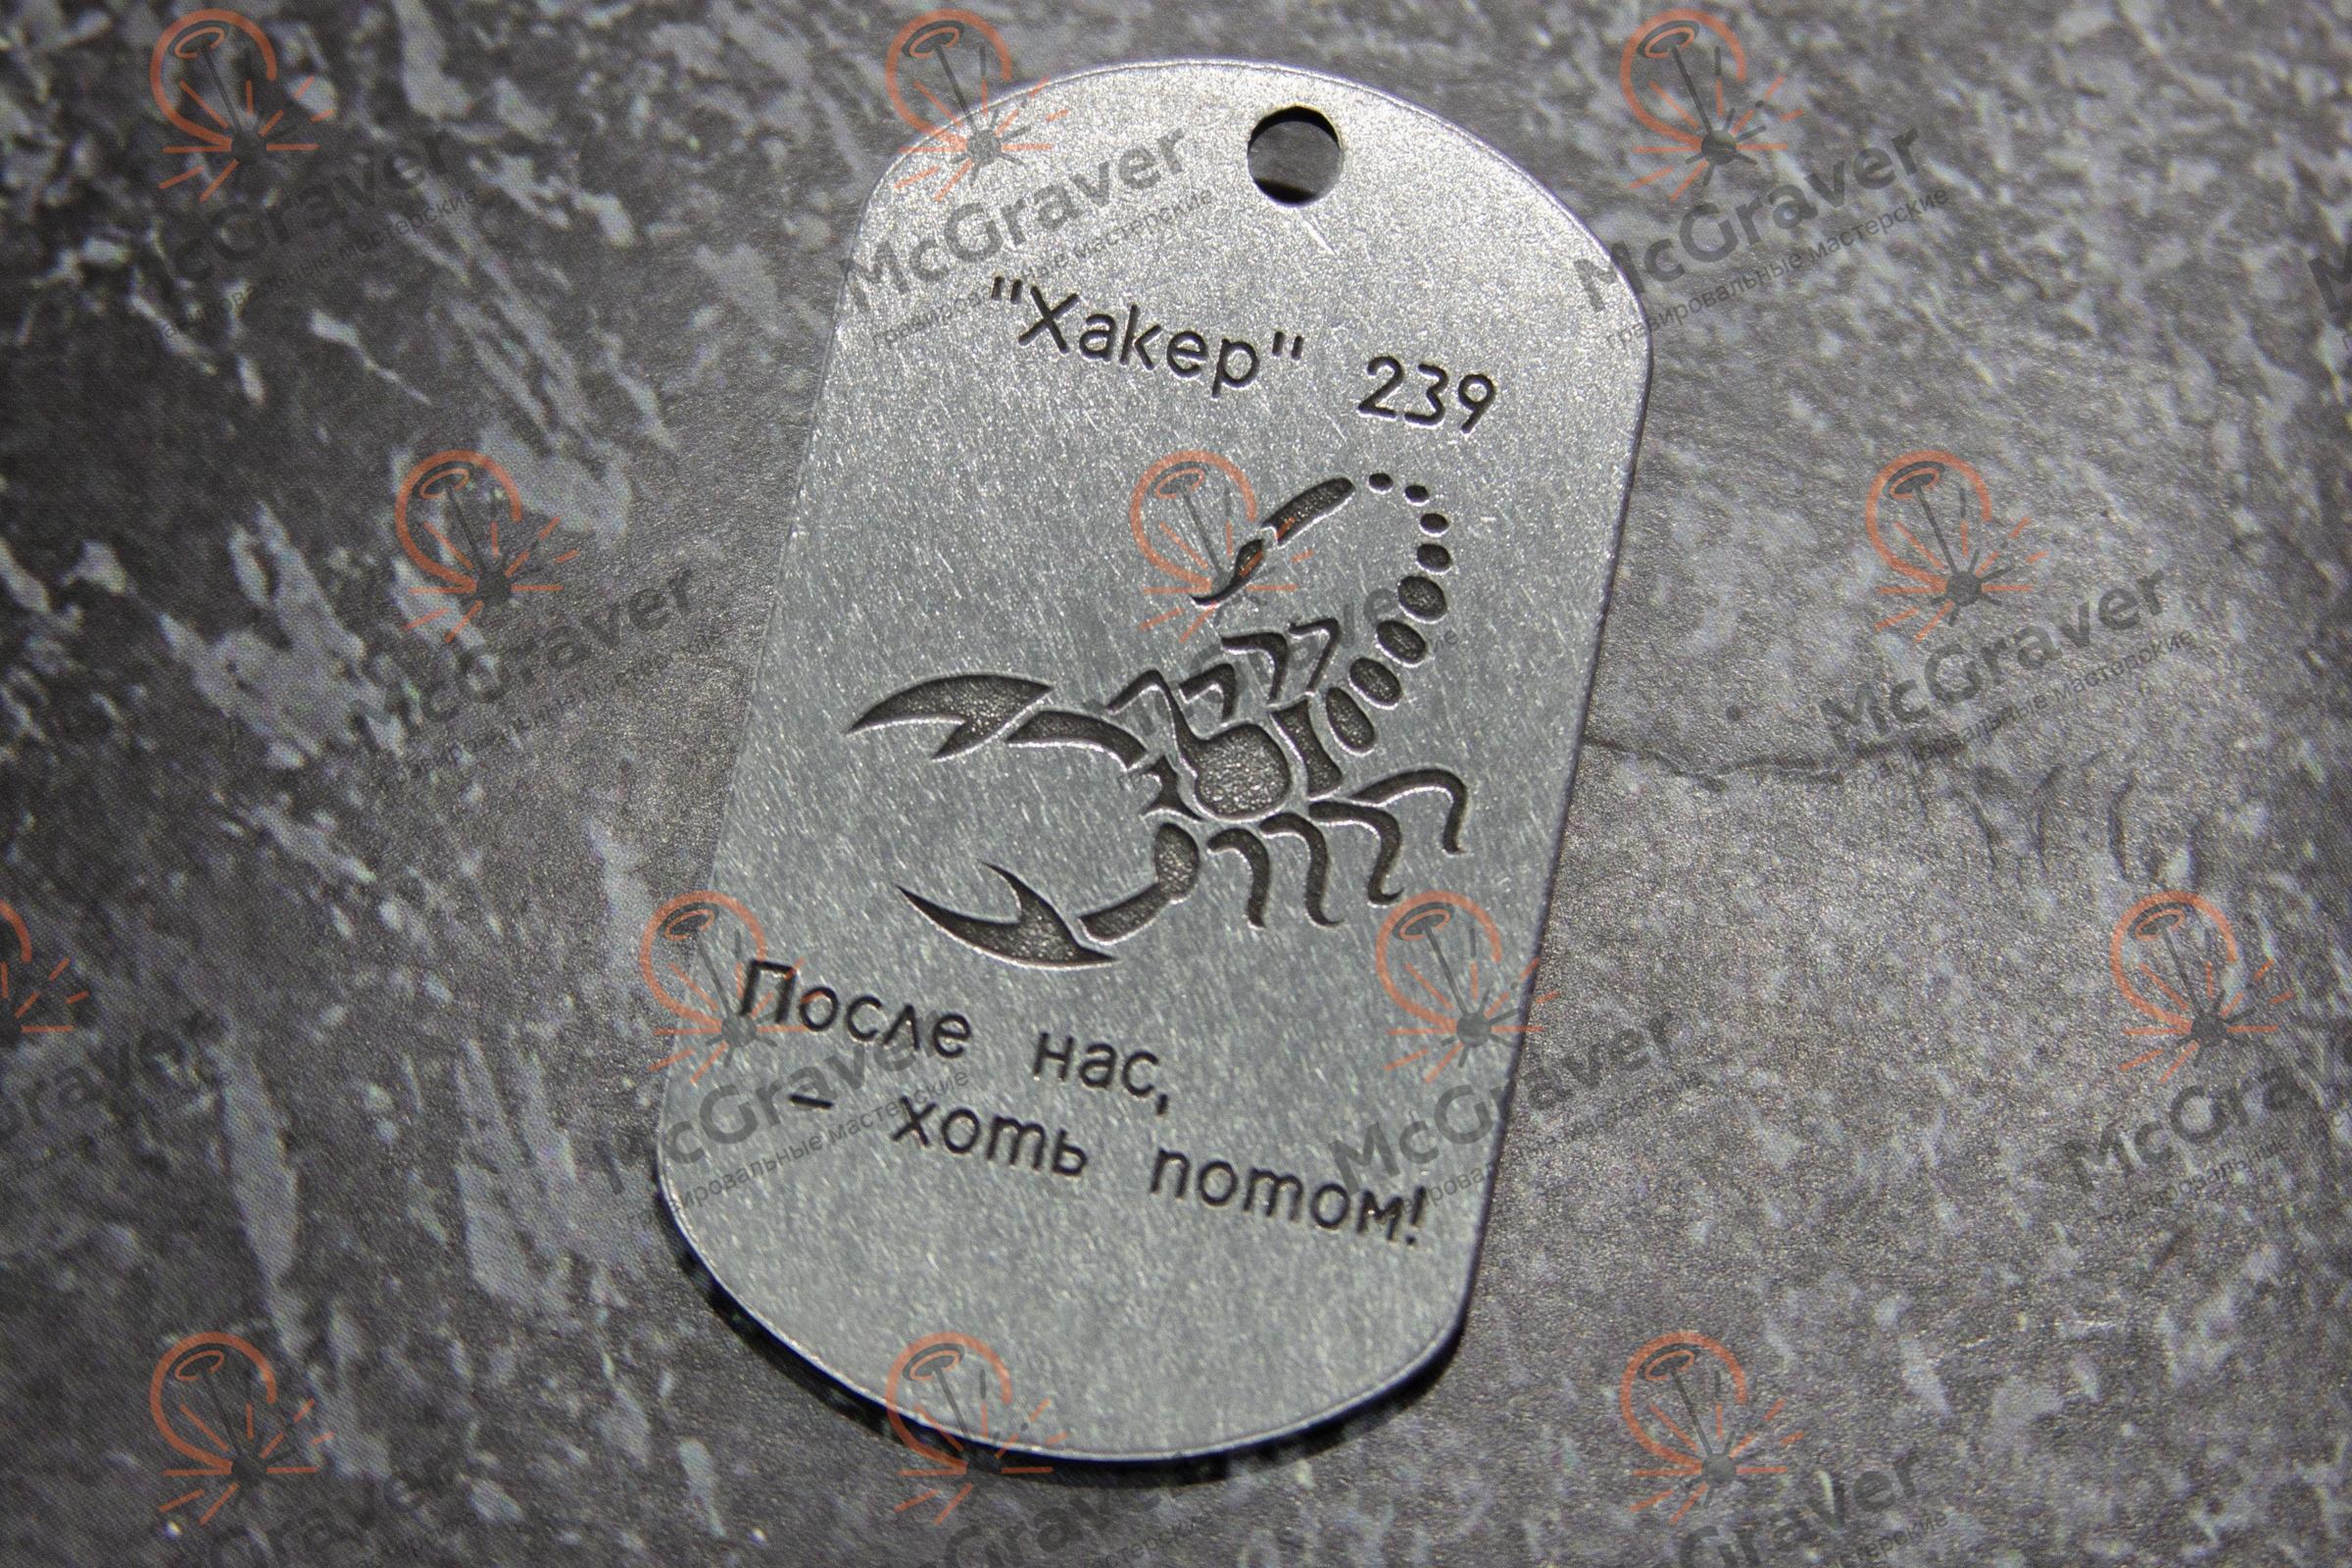 "Хакер" 239
После нас,
- хоть потом!
McGraver
гравировальные мастерские